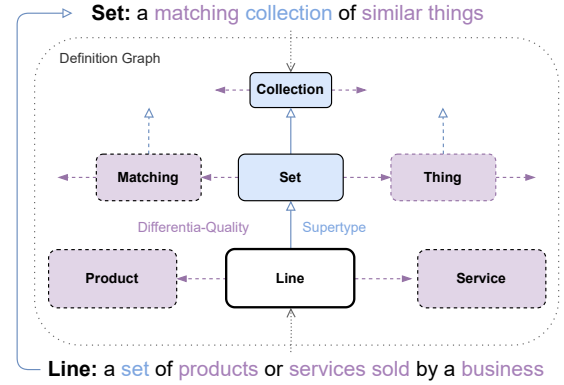 Set: a matching collection of similar things
Definition Graph
Collection
Matching
Set
Thing
Differentia-Quality
Supertype
Product
Line
Service
Line: a set of products or services sold by a business